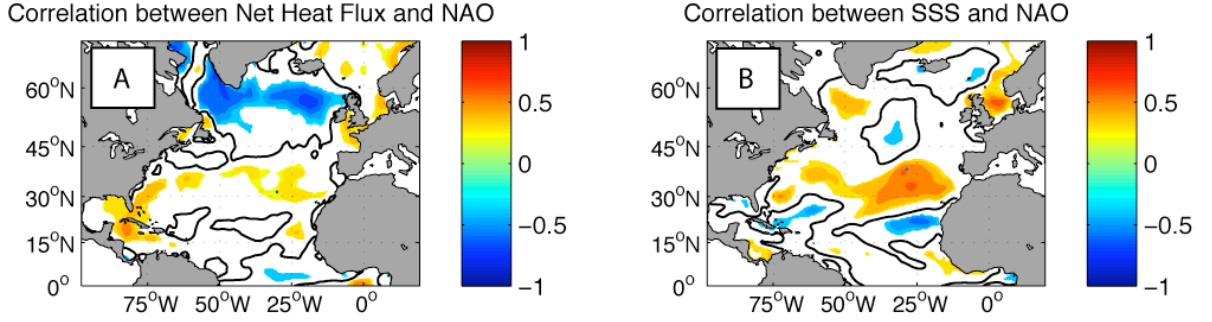 Correlation between Net Heat Flux and NAO
A
60°N
45°N
30°N
15°N
0°
75°W 50°W 25°W 0°
1
0.5
0
−0.5
−1
Correlation between SSS and NAO
B
60°N
45°N
30°N
15°N
0°
75°W 50°W 25°W 0°
1
0.5
0
−0.5
−1